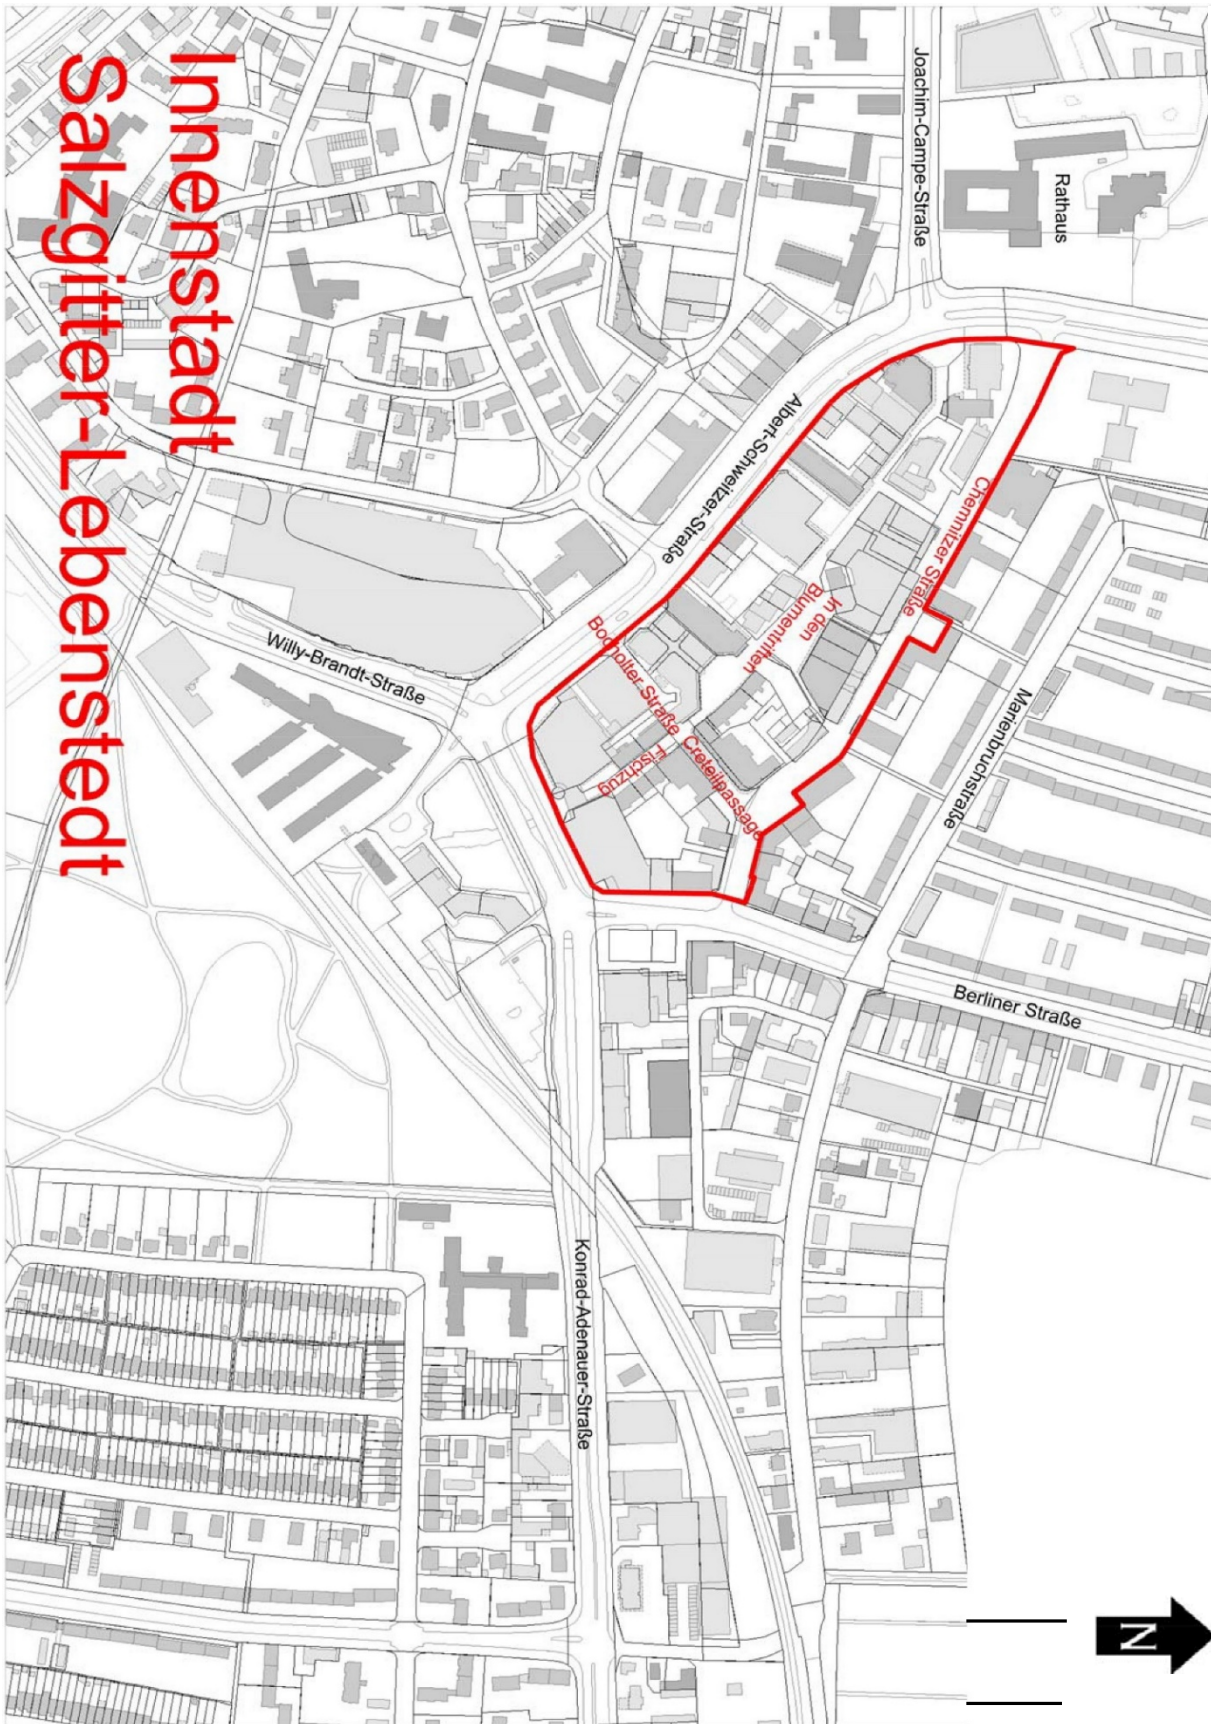 Innenstadt
Salzgitter-Lebenstedt
Joachim-Campe-Straße
Rathaus
Albert-Schweitzer-Straße
Chemnitzer Straße
In den
Blumentriften
Bocholter Straße
Creteilpassage
Fischzug
Willy-Brandt-Straße
Marienbruchstraße
Berliner Straße
Konrad-Adenauer-Straße
N